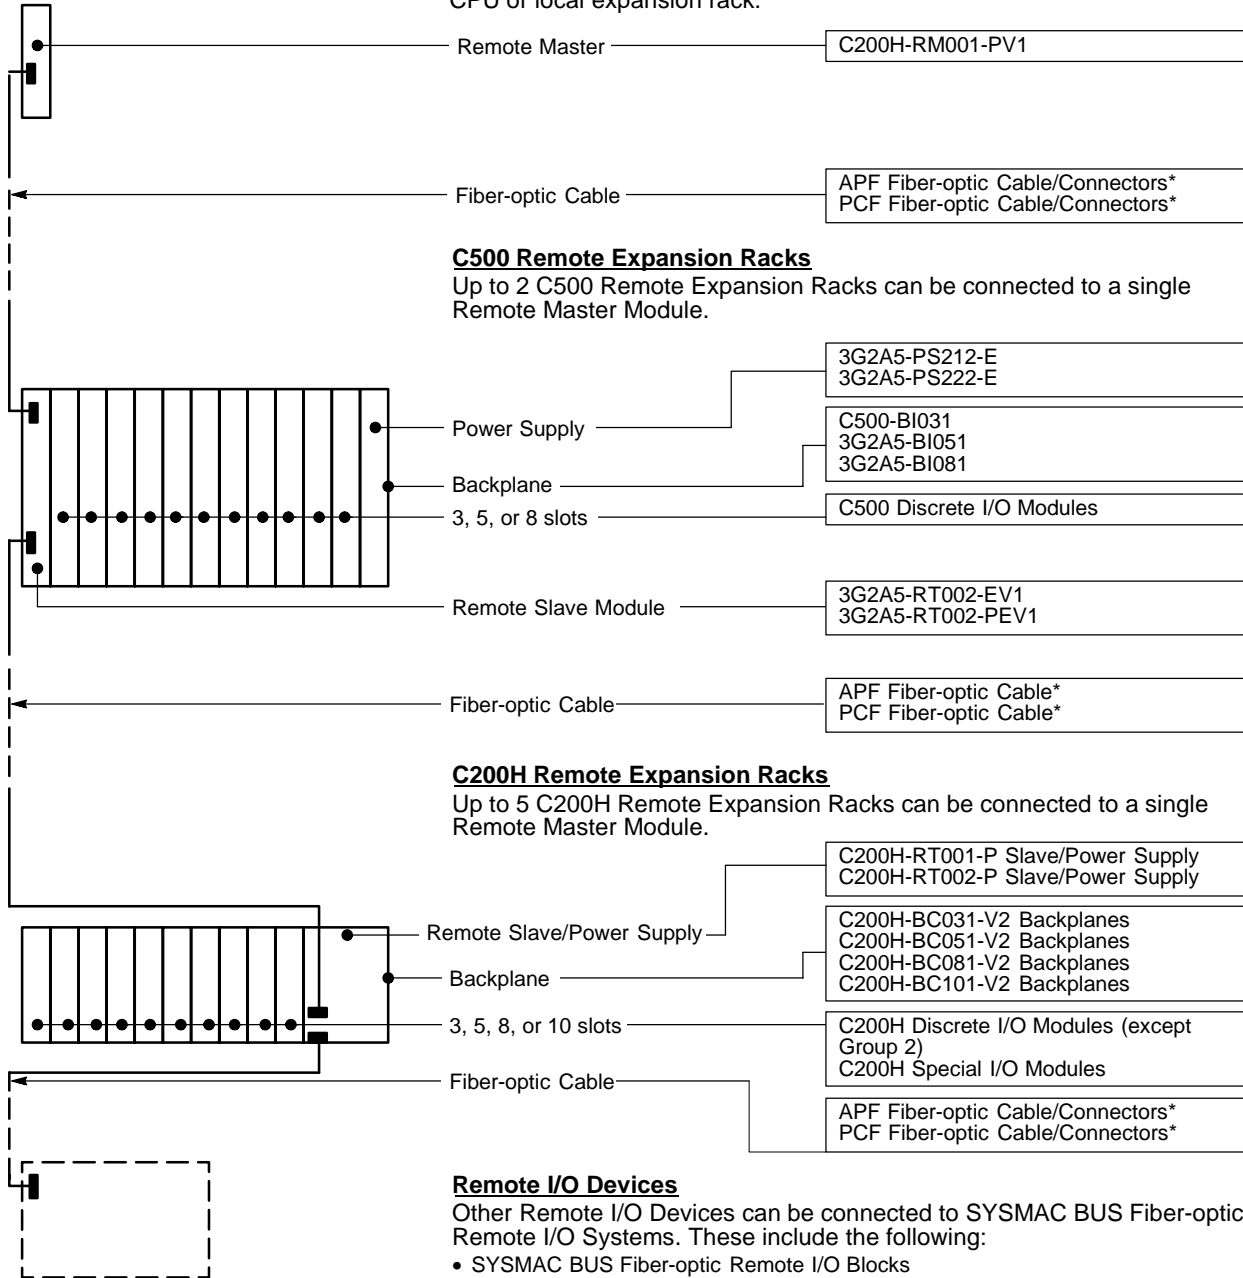 CPU or local expansion rack.
Remote Master
C200H-RM001-PV1
Fiber-optic Cable
APF Fiber-optic Cable/Connectors*
PCF Fiber-optic Cable/Connectors*
C500 Remote Expansion Racks
Up to 2 C500 Remote Expansion Racks can be connected to a single
Remote Master Module.
3G2A5-PS212-E
3G2A5-PS222-E
Power Supply
C500-BI031
3G2A5-BI051
3G2A5-BI081
Backplane
3, 5, or 8 slots
C500 Discrete I/O Modules
Remote Slave Module
3G2A5-RT002-EV1
3G2A5-RT002-PEV1
Fiber-optic Cable
APF Fiber-optic Cable*
PCF Fiber-optic Cable*
C200H Remote Expansion Racks
Up to 5 C200H Remote Expansion Racks can be connected to a single
Remote Master Module.
C200H-RT001-P Slave/Power Supply
C200H-RT002-P Slave/Power Supply
Remote Slave/Power Supply
C200H-BC031-V2 Backplanes
C200H-BC051-V2 Backplanes
C200H-BC081-V2 Backplanes
C200H-BC101-V2 Backplanes
Backplane
3, 5, 8, or 10 slots
C200H Discrete I/O Modules (except
Group 2)
C200H Special I/O Modules
Fiber-optic Cable
APF Fiber-optic Cable/Connectors*
PCF Fiber-optic Cable/Connectors*
Remote I/O Devices
Other Remote I/O Devices can be connected to SYSMAC BUS Fiber-optic
Remote I/O Systems. These include the following:
• SYSMAC BUS Fiber-optic Remote I/O Blocks